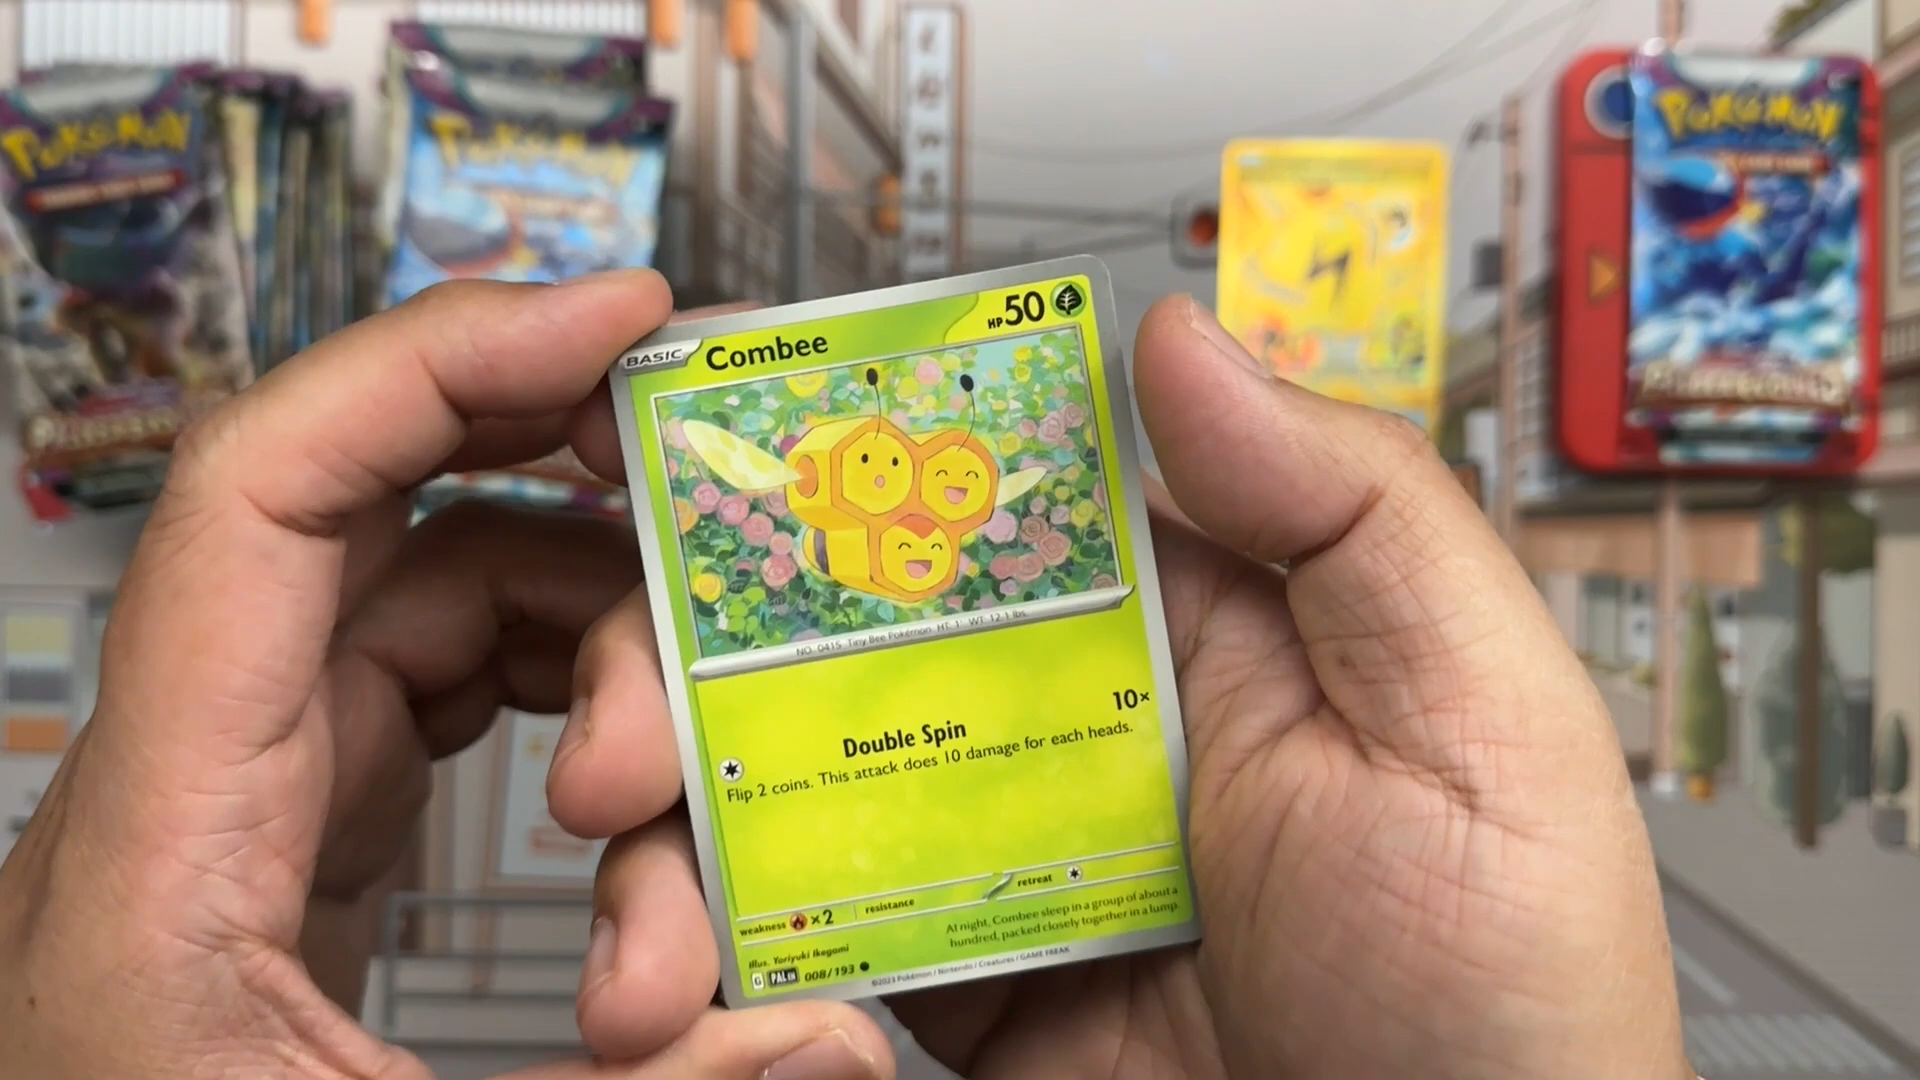 POKÉMON
POKÉMON
POKÉMON
BASIC Combee HP 50
NO. 0415 Tiny Bee Pokémon HT: 1' WT: 12.1 lbs.
Double Spin 10×
Flip 2 coins. This attack does 10 damage for each heads.
weakness ×2 resistance retreat
At night, Combee sleep in a group of about a
hundred, packed closely together in a lump.
Illus. Yoriyuki Ikegami
G PAL EN 008/193
©2023 Pokémon / Nintendo / Creatures / GAME FREAK